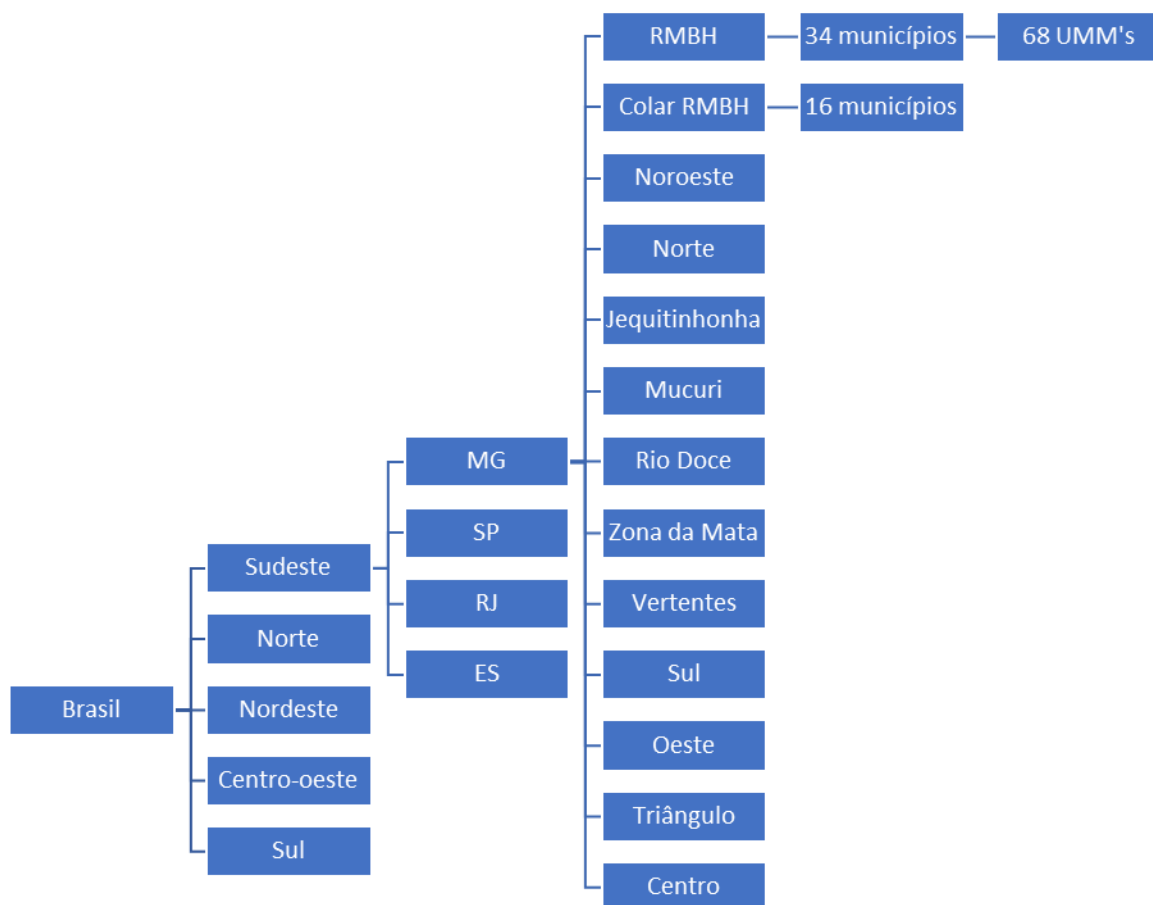 RMBH
34 municípios
68 UMM's
Colar RMBH
16 municípios
Noroeste
Norte
Jequitinhonha
Mucuri
MG
Rio Doce
SP
Zona da Mata
Sudeste
RJ
Vertentes
Norte
ES
Sul
Brasil
Nordeste
Oeste
Centro-oeste
Triângulo
Sul
Centro